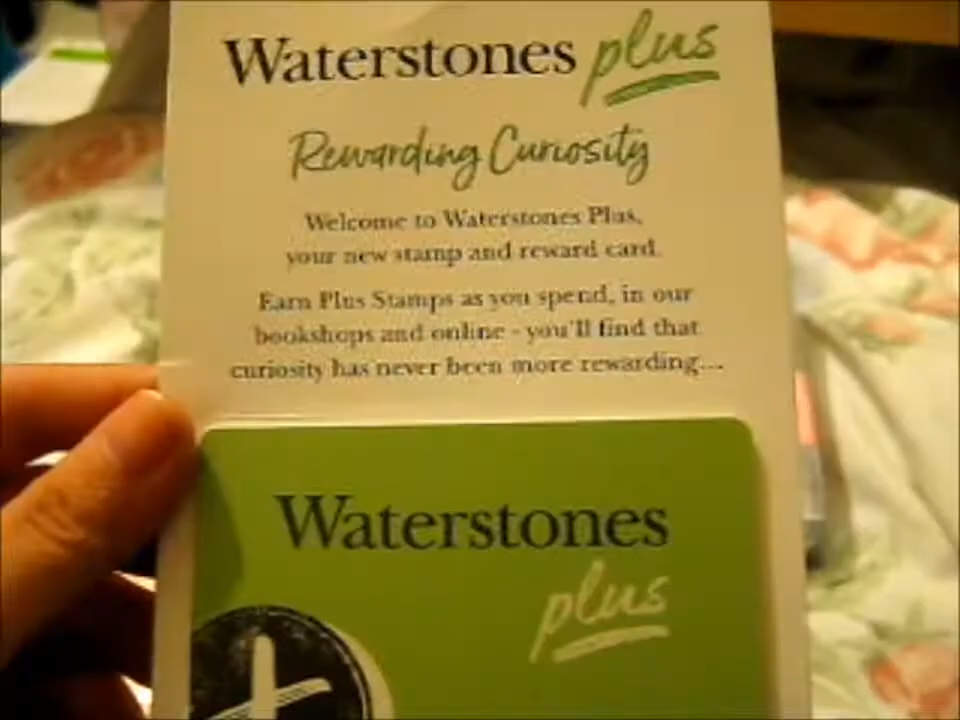 Waterstones plus
Rewarding Curiosity
Welcome to Waterstones Plus,
your new stamp and reward card.
Earn Plus Stamps as you spend, in our
bookshops and online - you'll find that
curiosity has never been more rewarding...
Waterstones
plus